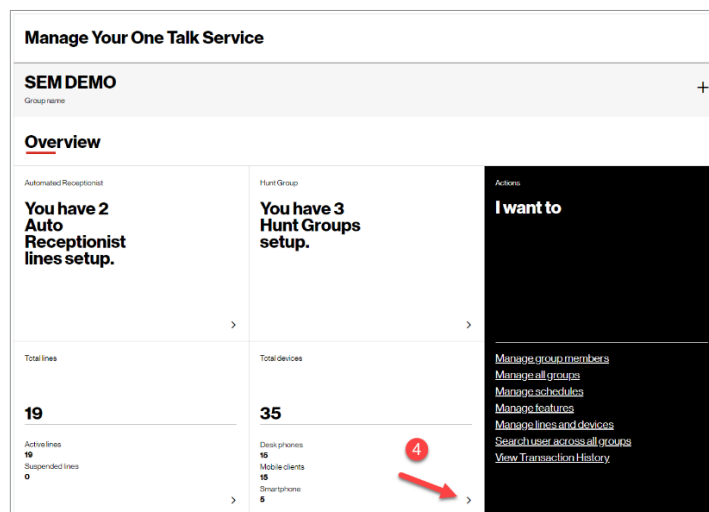 Manage Your One Talk Service
SEM DEMO
Group name
+
Overview
Automated Receptionist
You have 2
Auto
Receptionist
lines setup.
>
Hunt Group
You have 3
Hunt Groups
setup.
>
Actions
I want to
Total lines
19
Active lines
19
Suspended lines
0
>
Total devices
35
Desk phones
15
Mobile clients
15
Smartphone
5
4
>
Manage group members
Manage all groups
Manage schedules
Manage features
Manage lines and devices
Search user across all groups
View Transaction History